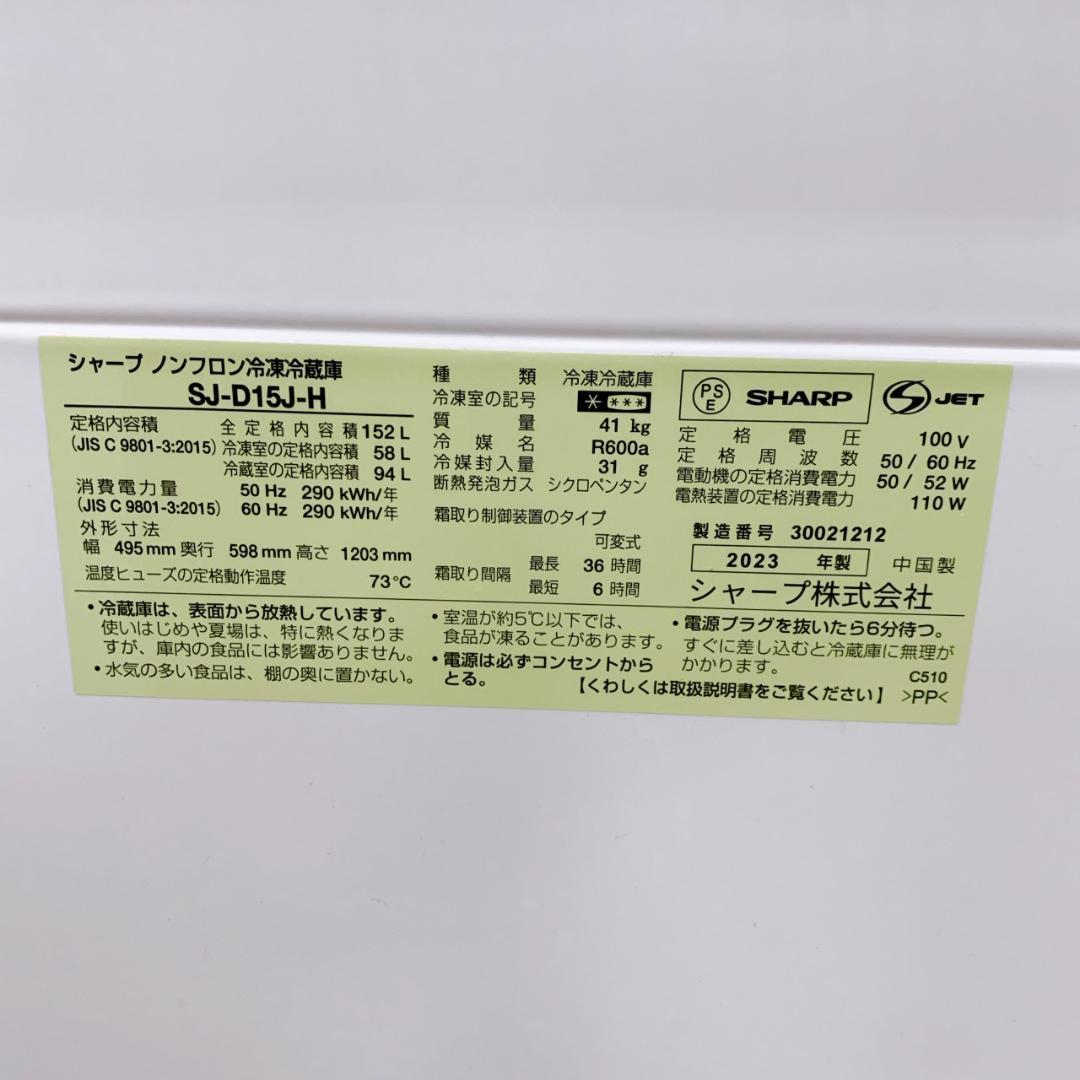 シャープ ノンフロン冷凍冷蔵庫
SJ-D15J-H
定格内容積 全定格内容積 152 L
(JIS C 9801-3:2015) 冷凍室の定格内容積 58 L
冷蔵室の定格内容積 94 L
消費電力量 50 Hz 290 kWh/年
(JIS C 9801-3:2015) 60 Hz 290 kWh/年
外形寸法
幅 495 mm 奥行 598 mm 高さ 1203 mm
温度ヒューズの定格動作温度 73℃
種類 冷凍冷蔵庫
冷凍室の記号 * ***
質量 41 kg
冷媒名 R600a
冷媒封入量 31 g
断熱発泡ガス シクロペンタン
霜取り制御装置のタイプ
可変式
霜取り間隔 最長 36 時間
最短 6 時間
PS E SHARP S JET
定格電圧 100 V
定格周波数 50 / 60 Hz
電動機の定格消費電力 50 / 52 W
電熱装置の定格消費電力 110 W
製造番号 30021212
2023 年製 中国製
シャープ株式会社
・冷蔵庫は、表面から放熱しています。
使いはじめや夏場は、特に熱くなりま
すが、庫内の食品には影響ありません。
・水気の多い食品は、棚の奥に置かない。
・室温が約5℃以下では、
食品が凍ることがあります。
・電源は必ずコンセントから
とる。
・電源プラグを抜いたら6分待つ。
すぐに差し込むと冷蔵庫に無理が
かかります。 C510
【くわしくは取扱説明書をご覧ください】 >PP<